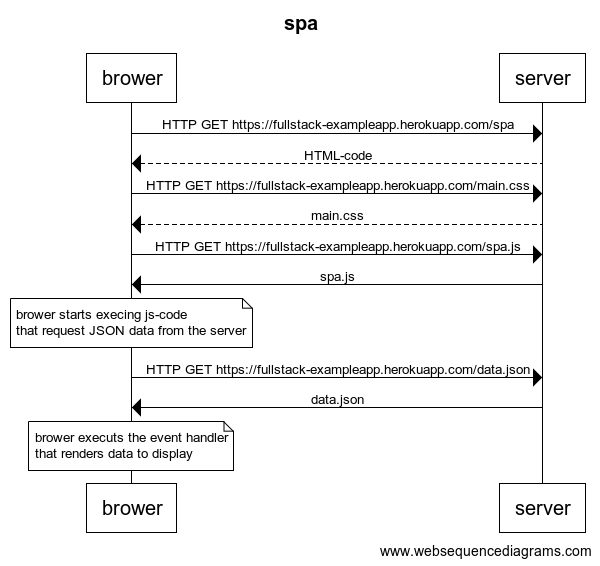 spa
brower
server
HTTP GET https://fullstack-exampleapp.herokuapp.com/spa
HTML-code
HTTP GET https://fullstack-exampleapp.herokuapp.com/main.css
main.css
HTTP GET https://fullstack-exampleapp.herokuapp.com/spa.js
spa.js
brower starts execing js-code
that request JSON data from the server
HTTP GET https://fullstack-exampleapp.herokuapp.com/data.json
data.json
brower executs the event handler
that renders data to display
brower
server
www.websequencediagrams.com